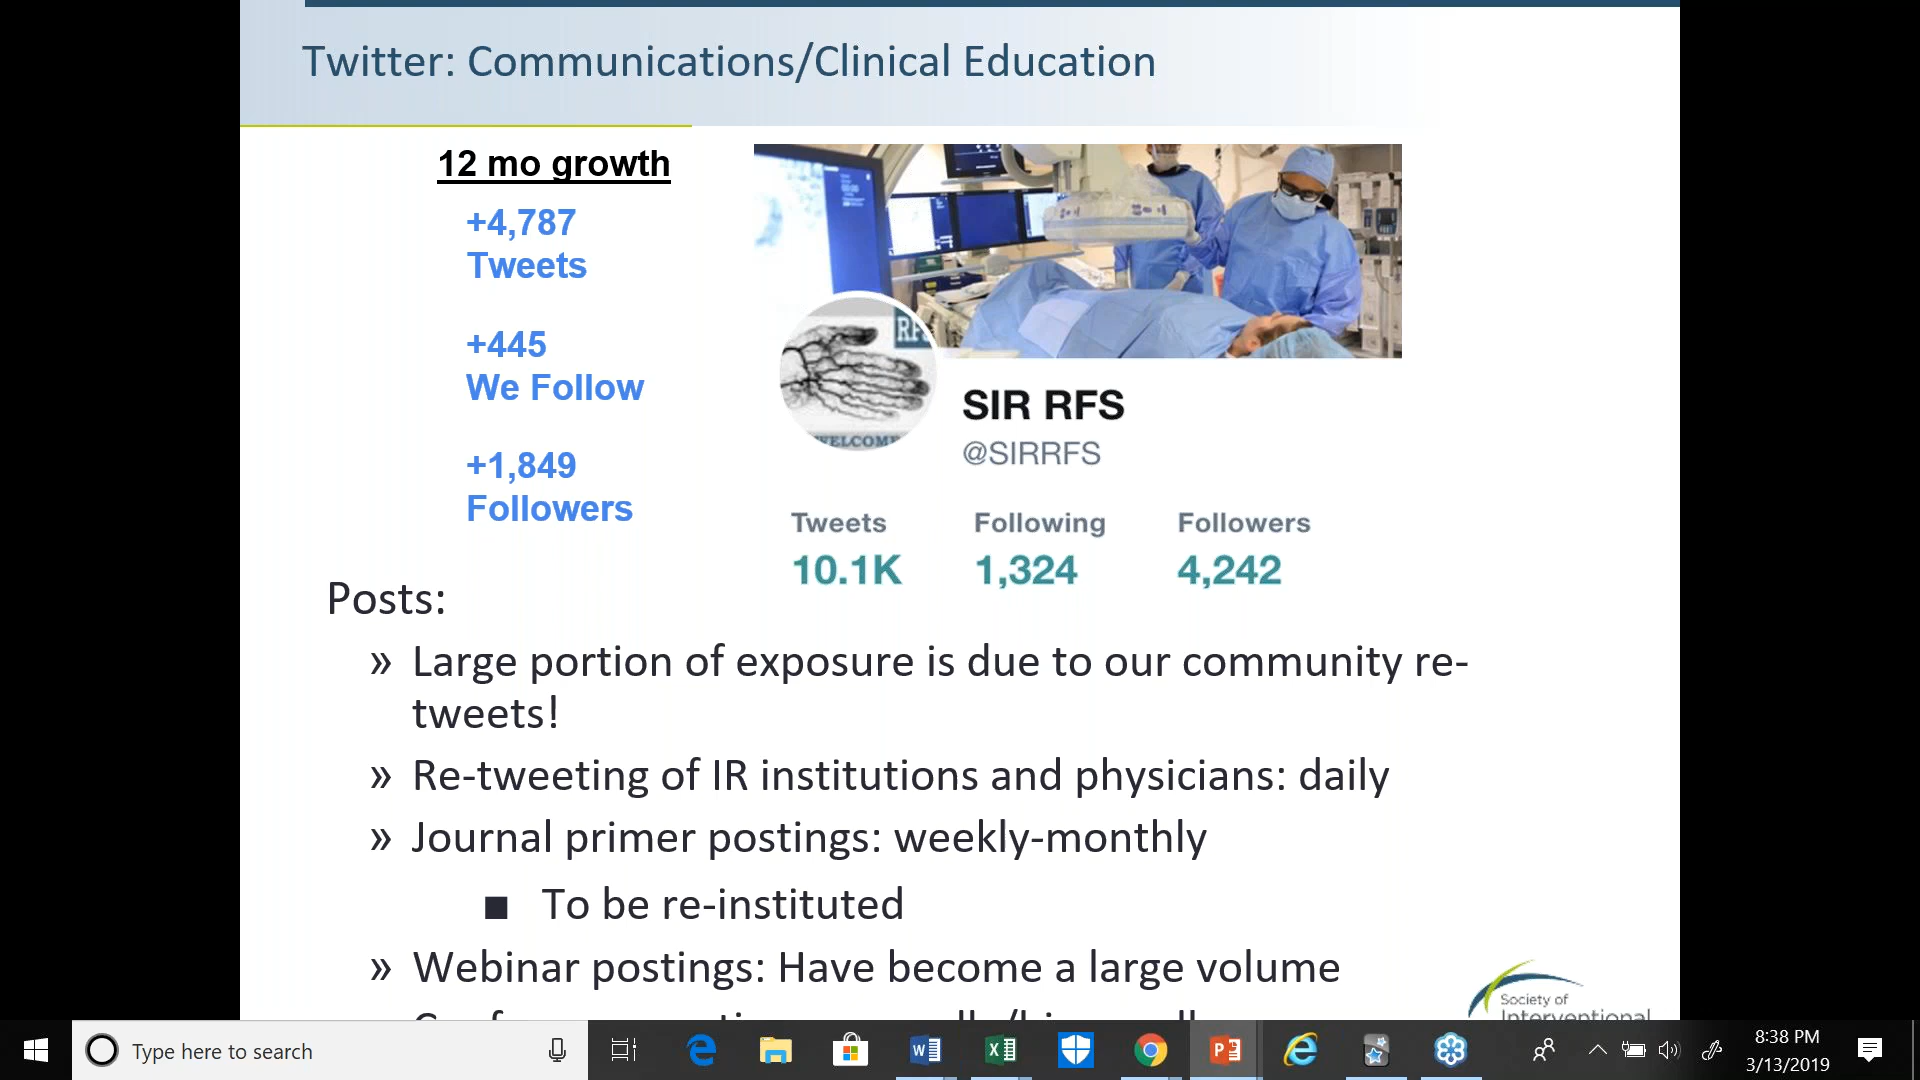 Twitter: Communications/Clinical Education
12 mo growth
+4,787
Tweets
+445
We Follow
+1,849
Followers
RFS
WELCOME
SIR RFS
@SIRRFS
Tweets Following Followers
10.1K 1,324 4,242
Posts:
» Large portion of exposure is due to our community re-
tweets!
» Re-tweeting of IR institutions and physicians: daily
» Journal primer postings: weekly-monthly
■ To be re-instituted
» Webinar postings: Have become a large volume
Society of
Interventional
Type here to search
8:38 PM
3/13/2019